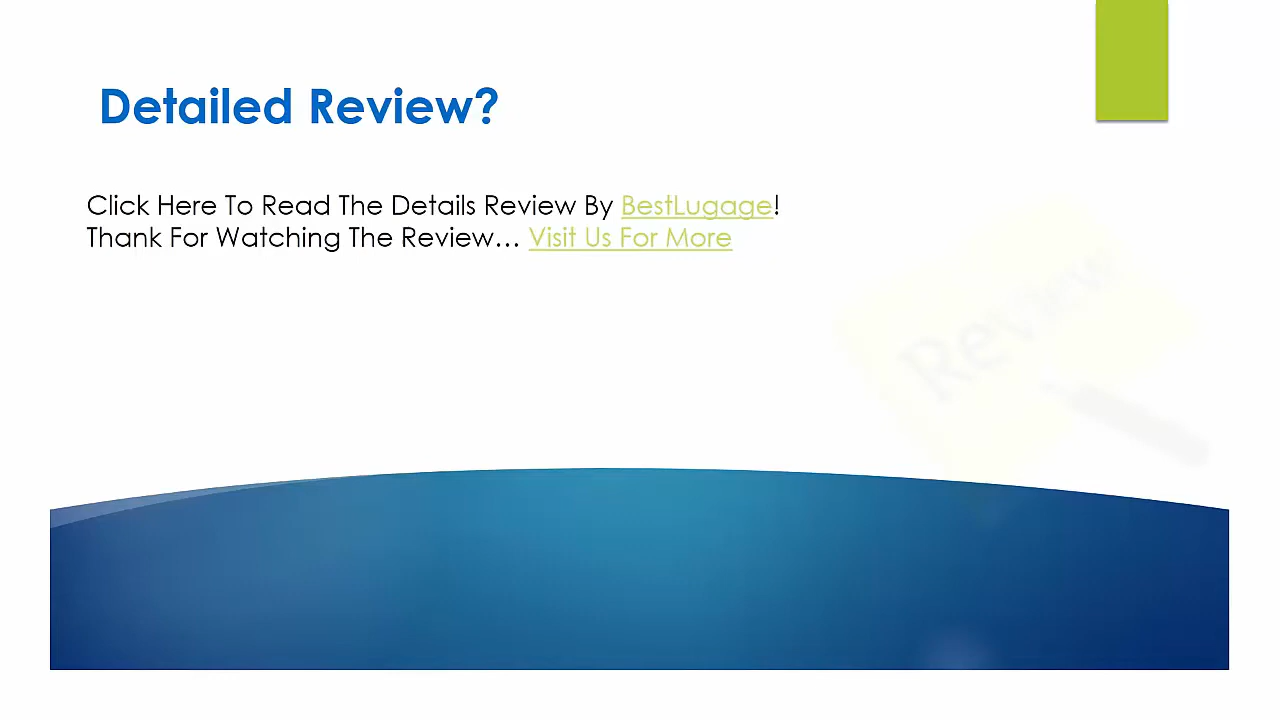 Detailed Review?
Click Here To Read The Details Review By BestLugage!
Thank For Watching The Review... Visit Us For More
Review